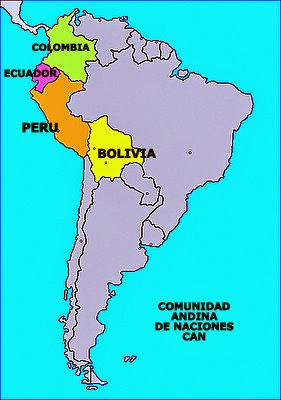 COLOMBIA
ECUADOR
PERU
BOLIVIA
COMUNIDAD
ANDINA
DE NACIONES
CAN